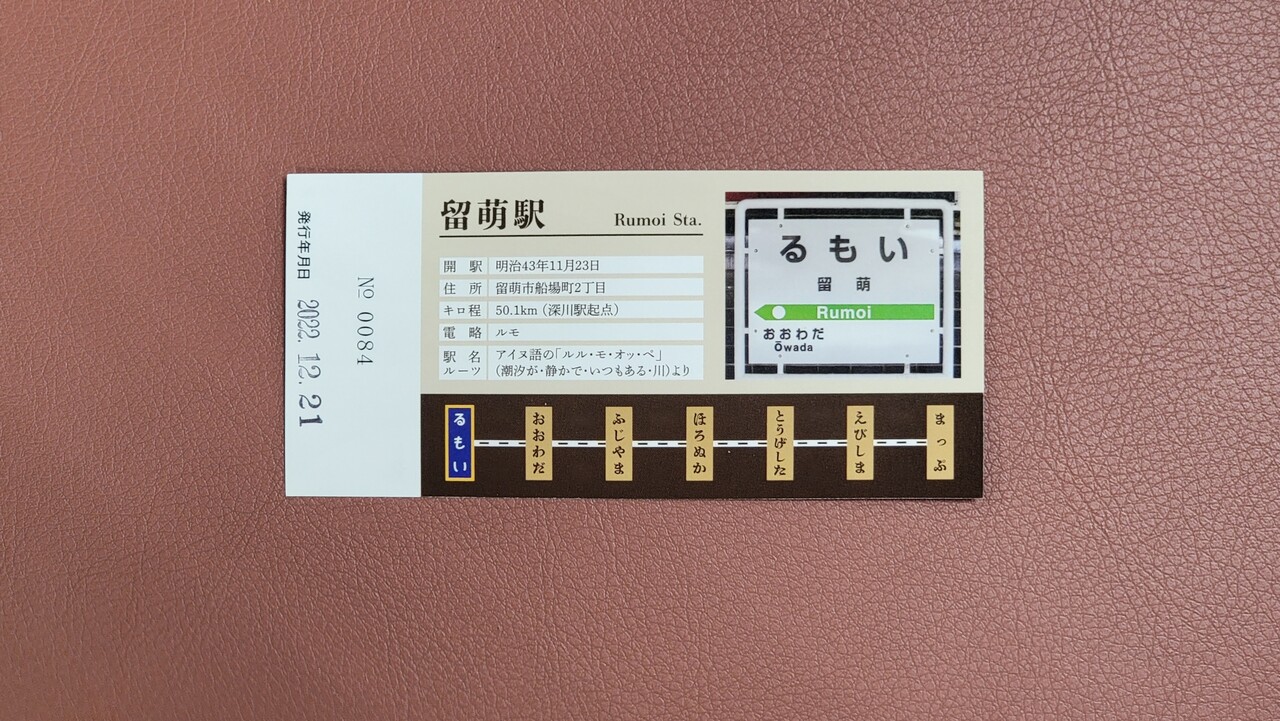 発行年月日 2022.12.21
No 0084
留萌駅 Rumoi Sta.
開駅 明治43年11月23日
住所 留萌市船場町2丁目
キロ程 50.1km（深川駅起点）
電略 ルモ
駅名ルーツ アイヌ語の「ルル・モ・オッ・ペ」
（潮汐が・静かで・いつもある・川）より
るもい
留萌
Rumoi
おおわだ
Ōwada
るもい
おおわだ
ふじやま
ほろぬか
とうげした
えびしま
まっぷ